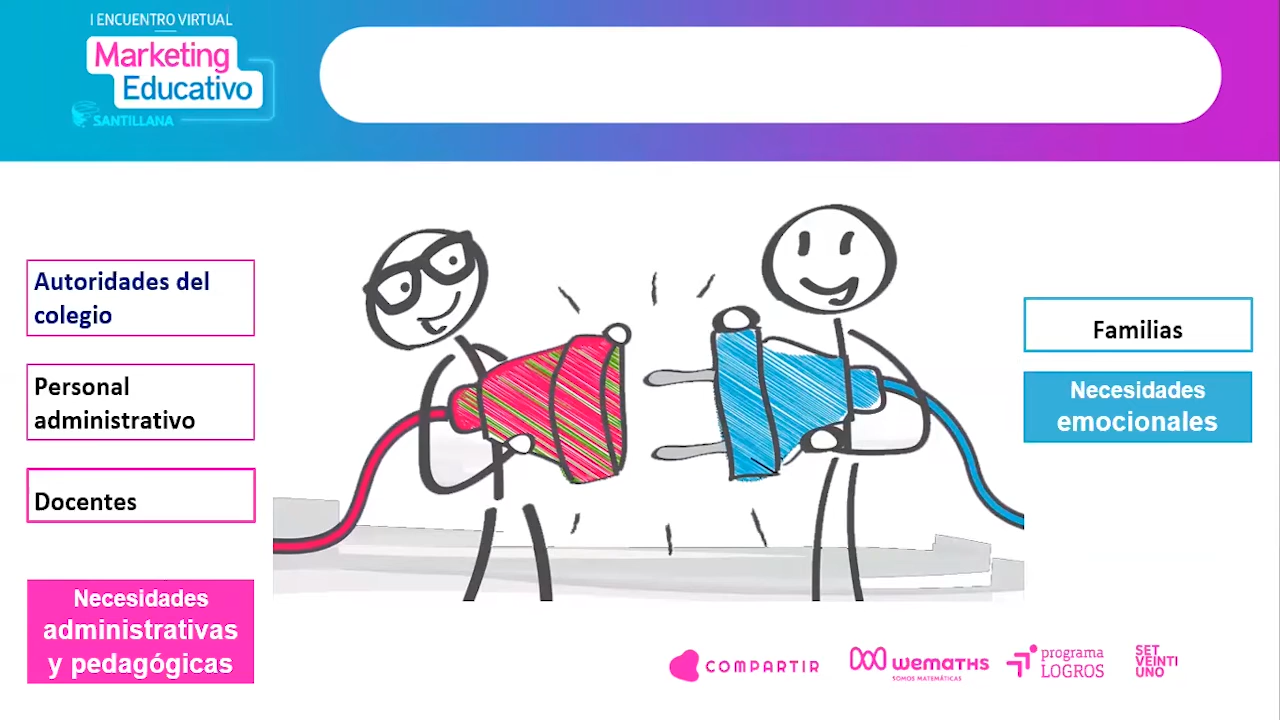 I ENCUENTRO VIRTUAL
Marketing
Educativo
SANTILLANA
Autoridades del
colegio
Personal
administrativo
Docentes
Necesidades
administrativas
y pedagógicas
Familias
Necesidades
emocionales
COMPARTIR
wemaths
SOMOS MATEMÁTICAS
programa
LOGROS
SET
VEINTI
UNO